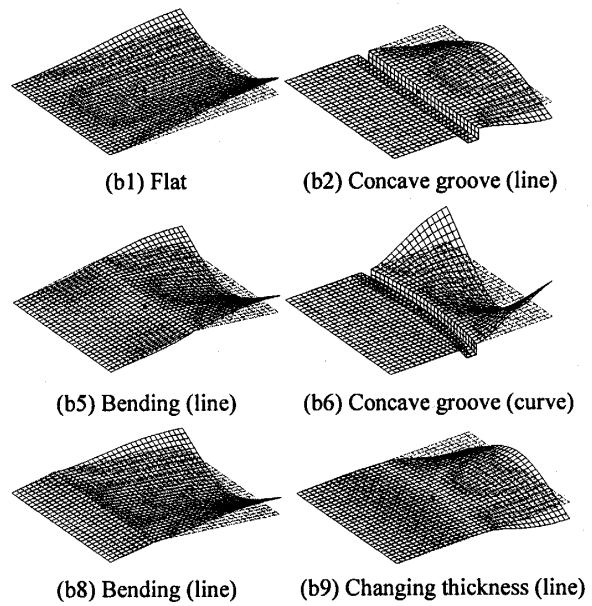 (b1) Flat
(b2) Concave groove (line)
(b5) Bending (line)
(b6) Concave groove (curve)
(b8) Bending (line)
(b9) Changing thickness (line)